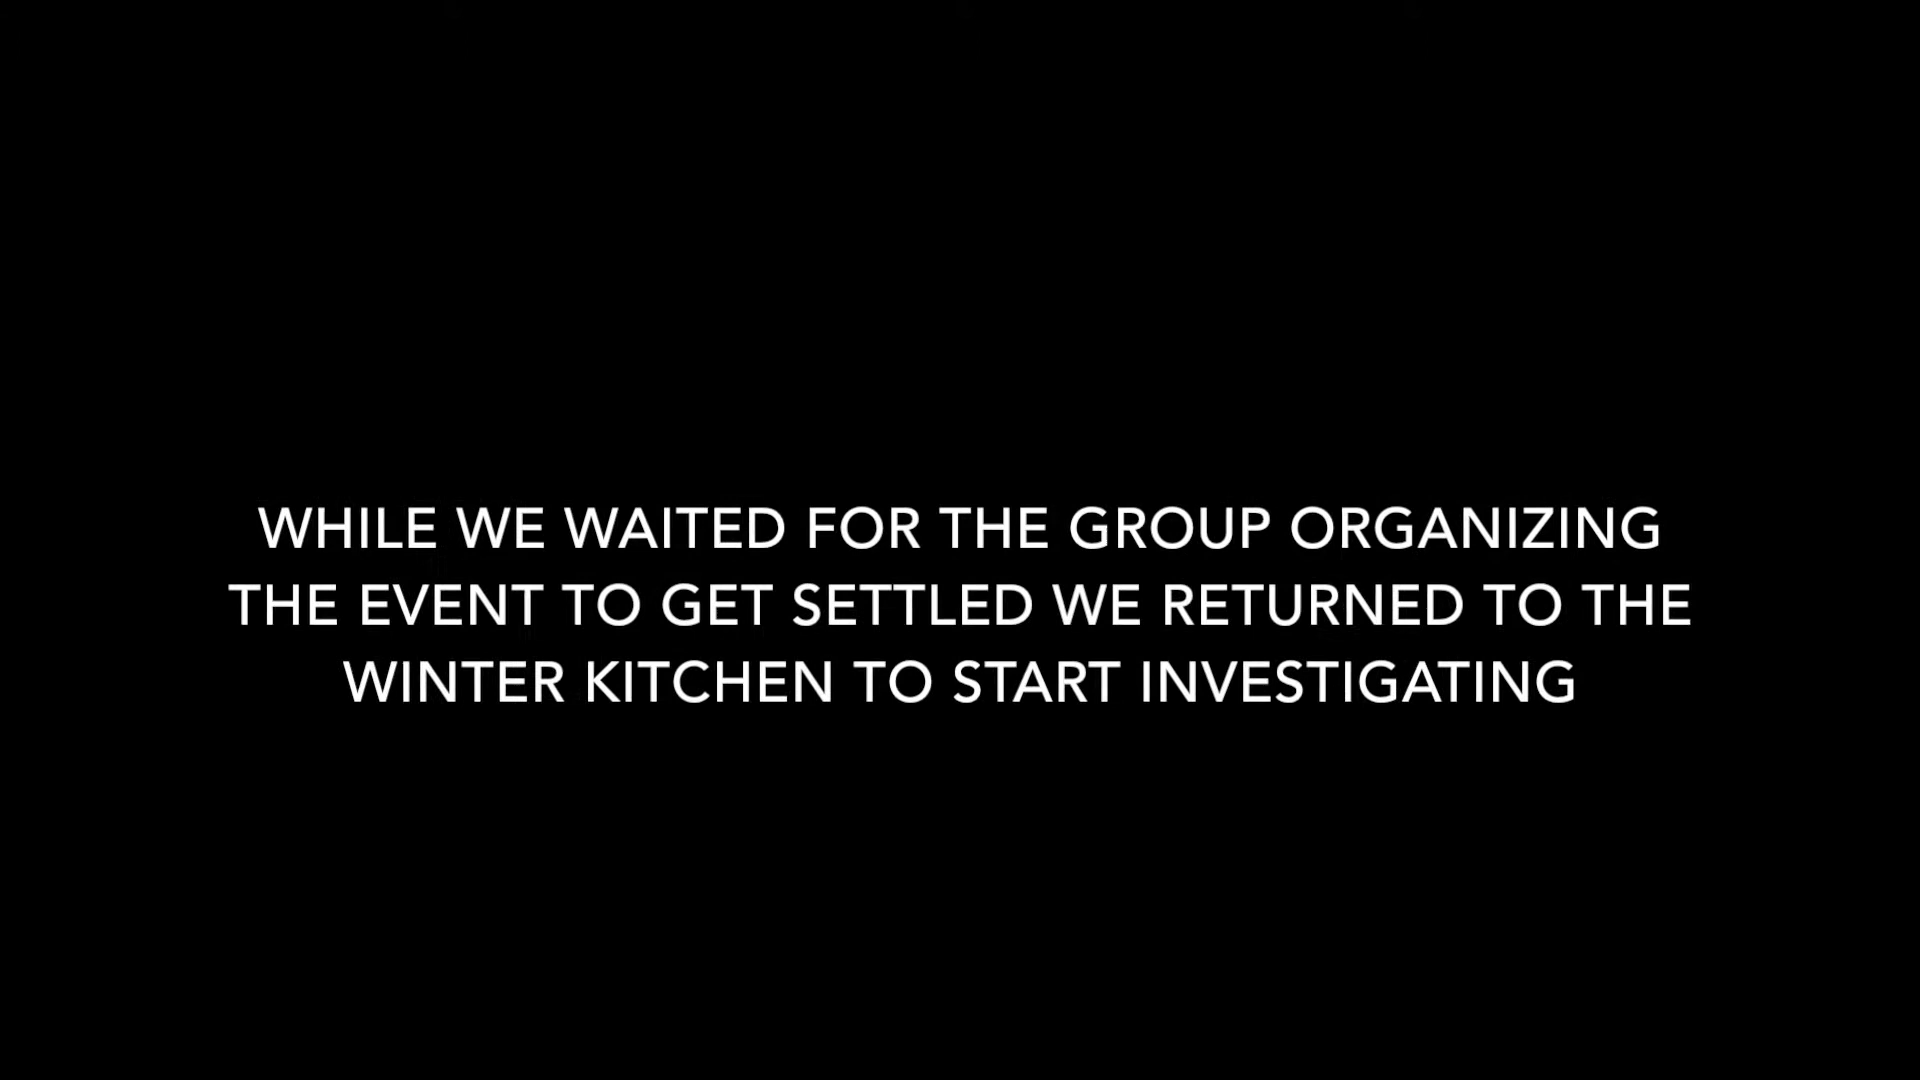 WHILE WE WAITED FOR THE GROUP ORGANIZING
THE EVENT TO GET SETTLED WE RETURNED TO THE
WINTER KITCHEN TO START INVESTIGATING